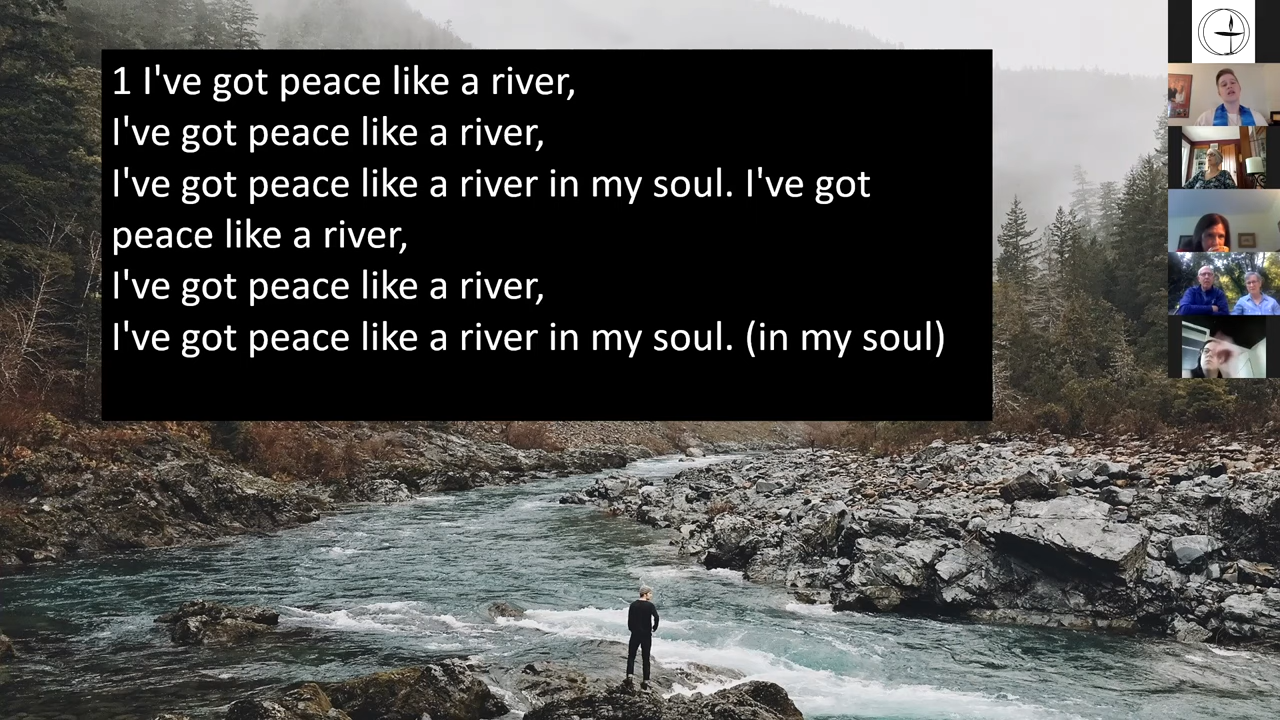 1 I've got peace like a river,
I've got peace like a river,
I've got peace like a river in my soul. I've got
peace like a river,
I've got peace like a river,
I've got peace like a river in my soul. (in my soul)